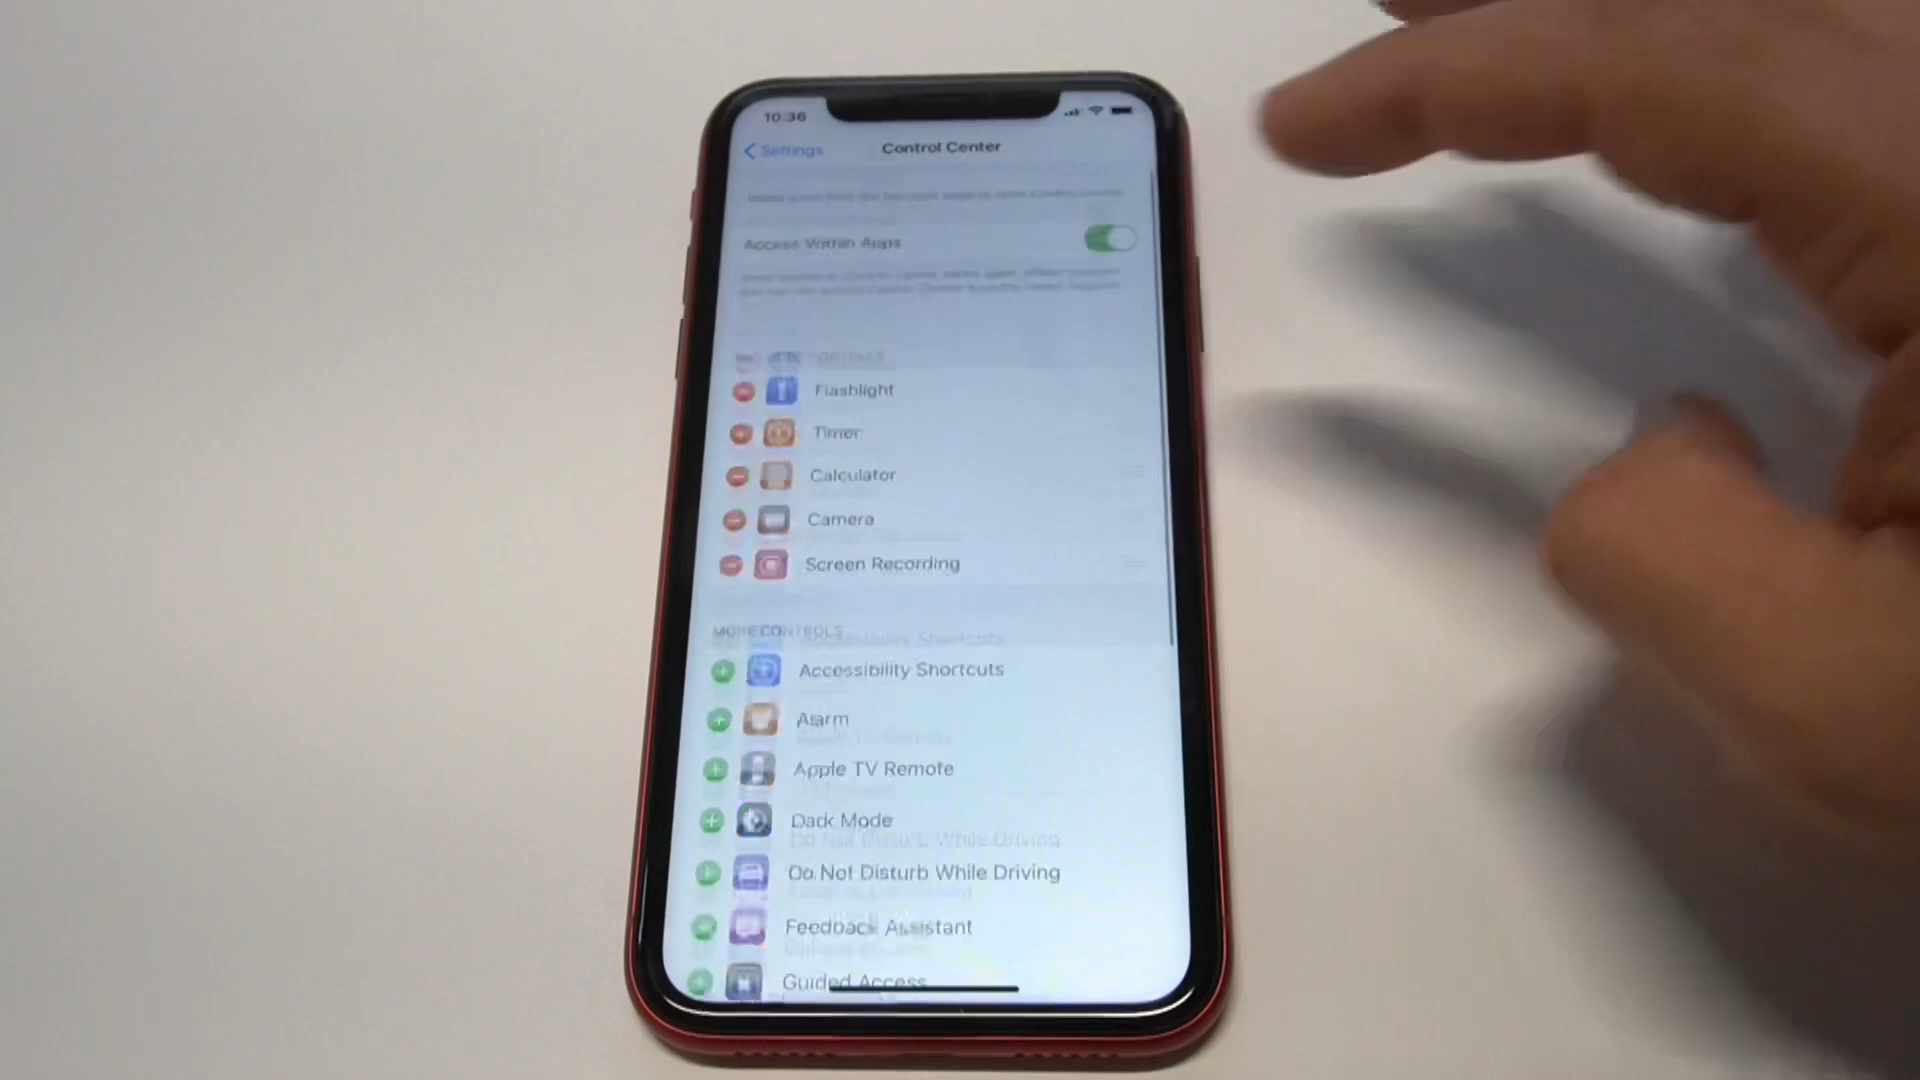 10:36
Settings
Control Center
Access Within Apps
Flashlight
Timer
Calculator
Camera
Screen Recording
MORE CONTROLS
Accessibility Shortcuts
Alarm
Apple TV Remote
Dark Mode
Do Not Disturb While Driving
Feedback Assistant
Guided Access